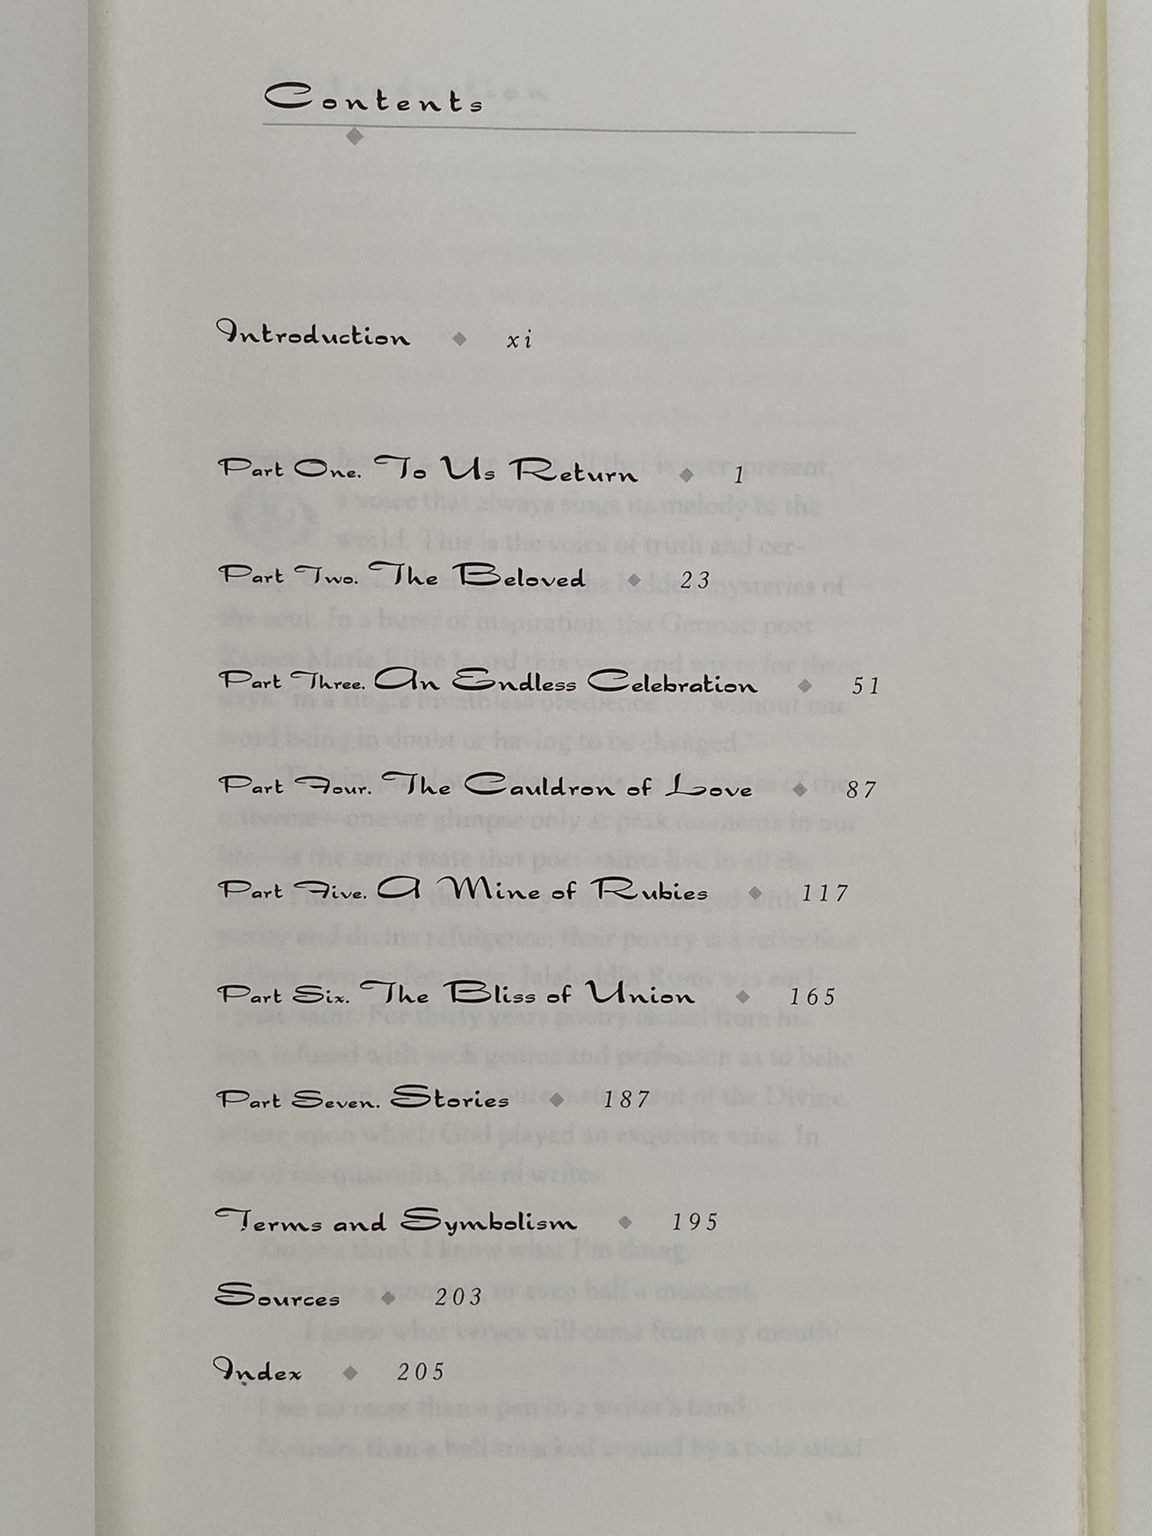 Contents
Introduction ◆ xi
Part One. To Us Return ◆ 1
Part Two. The Beloved ◆ 23
Part Three. An Endless Celebration ◆ 51
Part Four. The Cauldron of Love ◆ 87
Part Five. A Mine of Rubies ◆ 117
Part Six. The Bliss of Union ◆ 165
Part Seven. Stories ◆ 187
Terms and Symbolism ◆ 195
Sources ◆ 203
Index ◆ 205